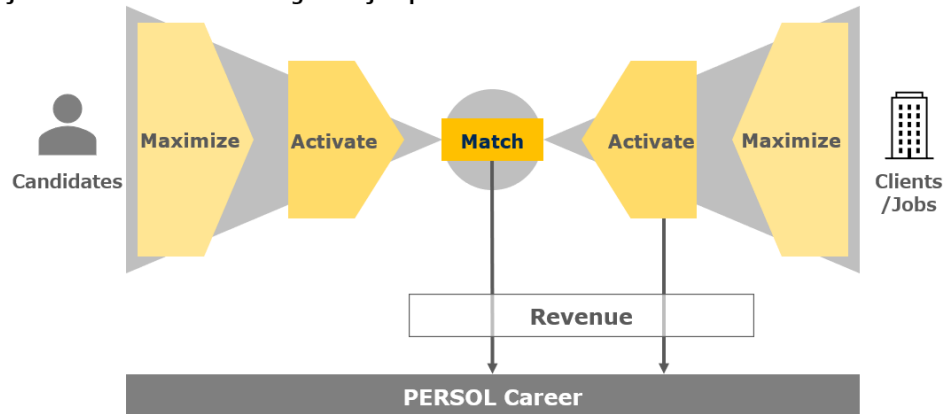 Maximize
Activate
Match
Activate
Maximize
Candidates
Clients
/Jobs
Revenue
PERSOL Career